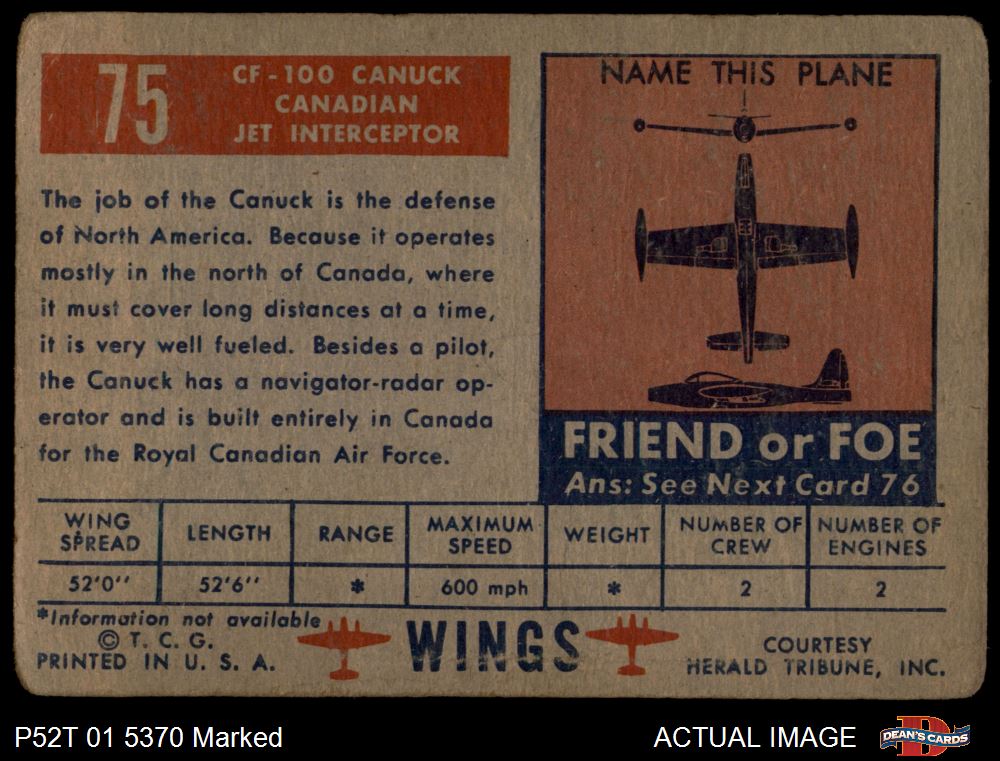 75
CF-100 CANUCK
CANADIAN
JET INTERCEPTOR
The job of the Canuck is the defense
of North America. Because it operates
mostly in the north of Canada, where
it must cover long distances at a time,
it is very well fueled. Besides a pilot,
the Canuck has a navigator-radar op-
erator and is built entirely in Canada
for the Royal Canadian Air Force.
NAME THIS PLANE
FRIEND or FOE
Ans: See Next Card 76
WING SPREAD LENGTH RANGE MAXIMUM SPEED WEIGHT NUMBER OF CREW NUMBER OF ENGINES
52'0'' 52'6'' * 600 mph * 2 2
*Information not available
© T. C. G.
PRINTED IN U. S. A.
WINGS
COURTESY
HERALD TRIBUNE, INC.
P52T 01 5370 Marked
ACTUAL IMAGE
D
DEAN'S CARDS